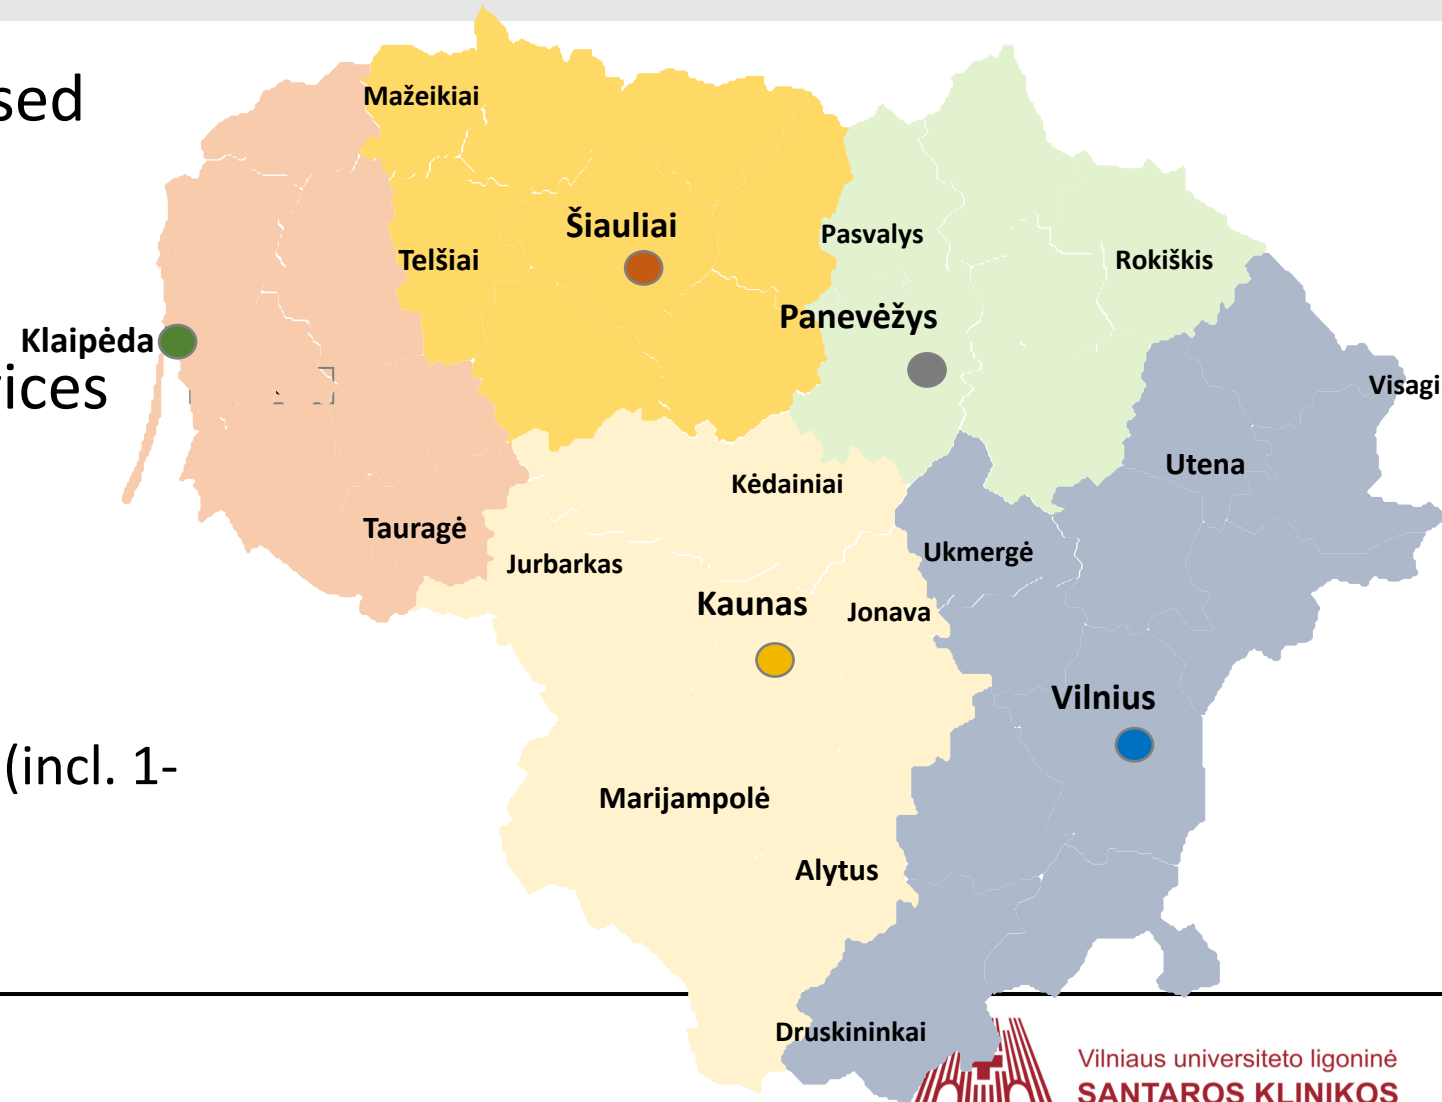 sed
Mažeikiai
Šiauliai
Pasvalys
Telšiai
Rokiškis
Panevėžys
Klaipėda
vices
Visagi
Utena
Kėdainiai
Tauragė
Ukmergė
Jurbarkas
Kaunas
Jonava
Vilnius
(incl. 1-
Marijampolė
Alytus
Druskininkai
Vilniaus universiteto ligoninė
SANTAROS KLINIKOS